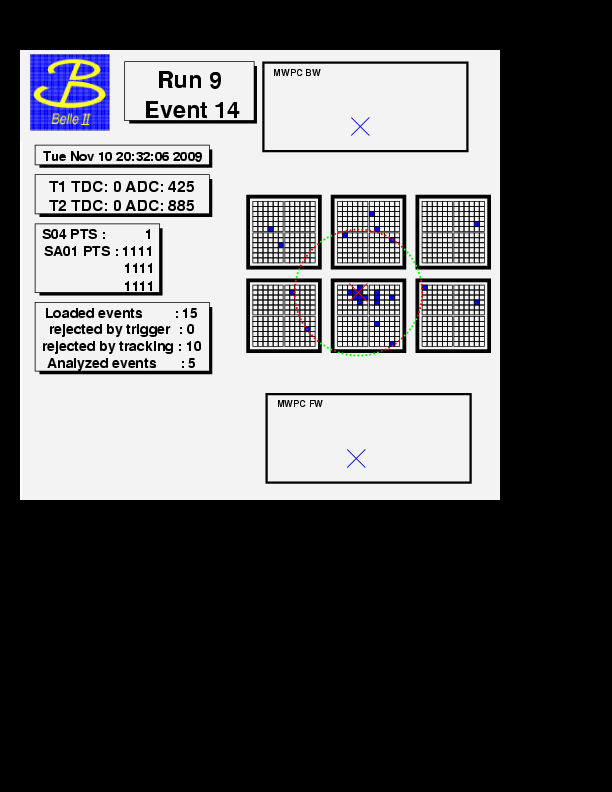 Belle II
Run 9
Event 14
MWPC BW
Tue Nov 10 20:32:06 2009
T1 TDC: 0 ADC: 425
T2 TDC: 0 ADC: 885
S04 PTS : 1
SA01 PTS : 1111
1111
1111
Loaded events : 15
rejected by trigger : 0
rejected by tracking : 10
Analyzed events : 5
MWPC FW